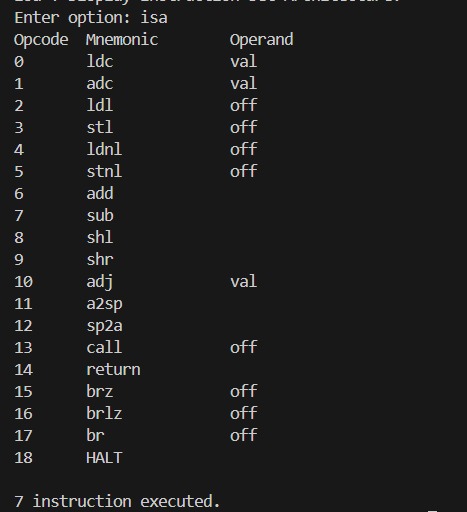 Enter option: isa
Opcode Mnemonic Operand
0 ldc val
1 adc val
2 ldl off
3 stl off
4 ldnl off
5 stnl off
6 add
7 sub
8 shl
9 shr
10 adj val
11 a2sp
12 sp2a
13 call off
14 return
15 brz off
16 brlz off
17 br off
18 HALT
7 instruction executed.